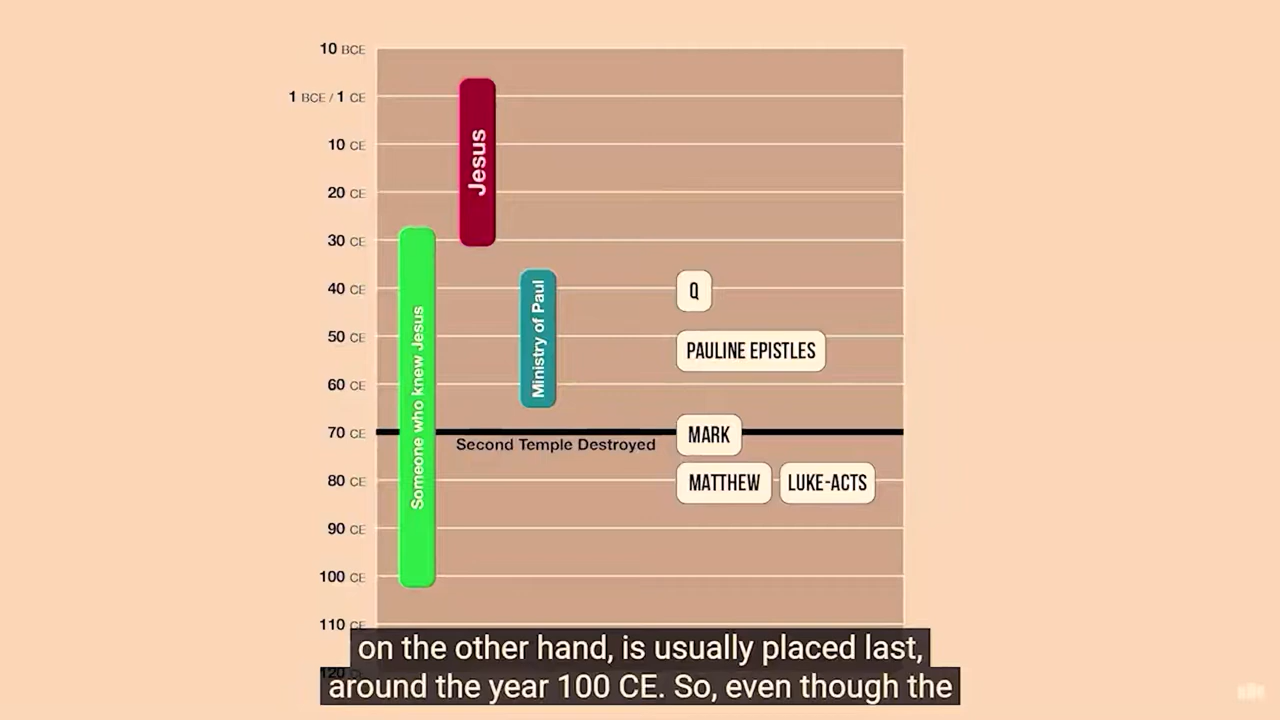 10 BCE
1 BCE / 1 CE
10 CE
20 CE
30 CE
40 CE
50 CE
60 CE
70 CE
80 CE
90 CE
100 CE
110 CE
120
Someone who knew Jesus
Jesus
Ministry of Paul
Q
PAULINE EPISTLES
MARK
Second Temple Destroyed
MATTHEW LUKE-ACTS
on the other hand, is usually placed last,
around the year 100 CE. So, even though the